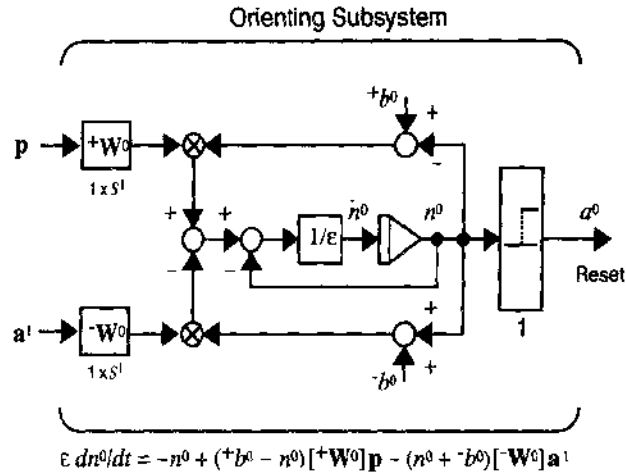 Orienting Subsystem
⁺b⁰
+
−
p
⁺W⁰
1 x S¹
+
+
1/ε
ṅ⁰
n⁰
a⁰
−
−
Reset
1
a¹
⁻W⁰
1 x S¹
+
+
⁻b⁰
ε dn⁰/dt = −n⁰ + (⁺b⁰ − n⁰) [⁺W⁰]p − (n⁰ + ⁻b⁰) [⁻W⁰] a¹